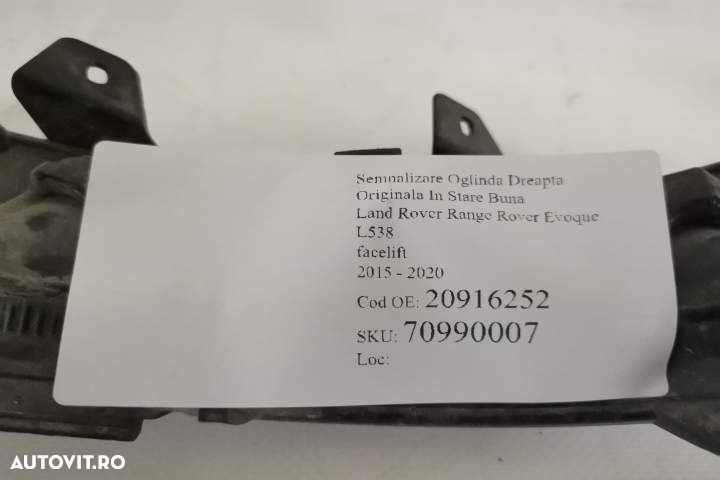 Semnalizare Oglinda Dreapta
Originala In Stare Buna
Land Rover Range Rover Evoque
L538
facelift
2015 - 2020
Cod OE: 20916252
SKU: 70990007
Loc:
AUTOVIT.RO